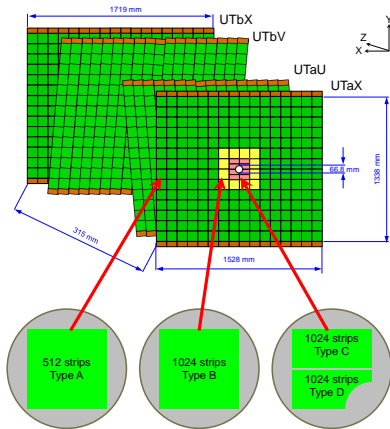 1719 mm
UTbX
UTbV
UTaU
UTaX
Y
Z
X
66.8 mm
1338 mm
315 mm
1528 mm
512 strips
Type A
1024 strips
Type B
1024 strips
Type C
1024 strips
Type D